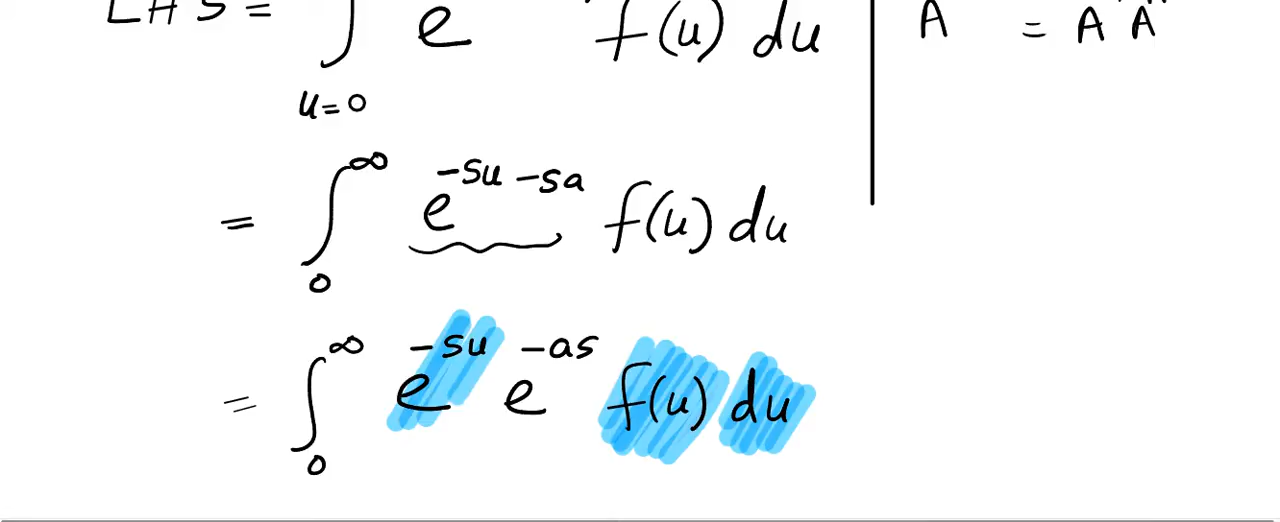 LHS = ∫ e f(u) du
u=0
A = A A
= ∫₀^∞ e^(-su-sa) f(u) du
= ∫₀^∞ e^(-su) e^(-as) f(u) du